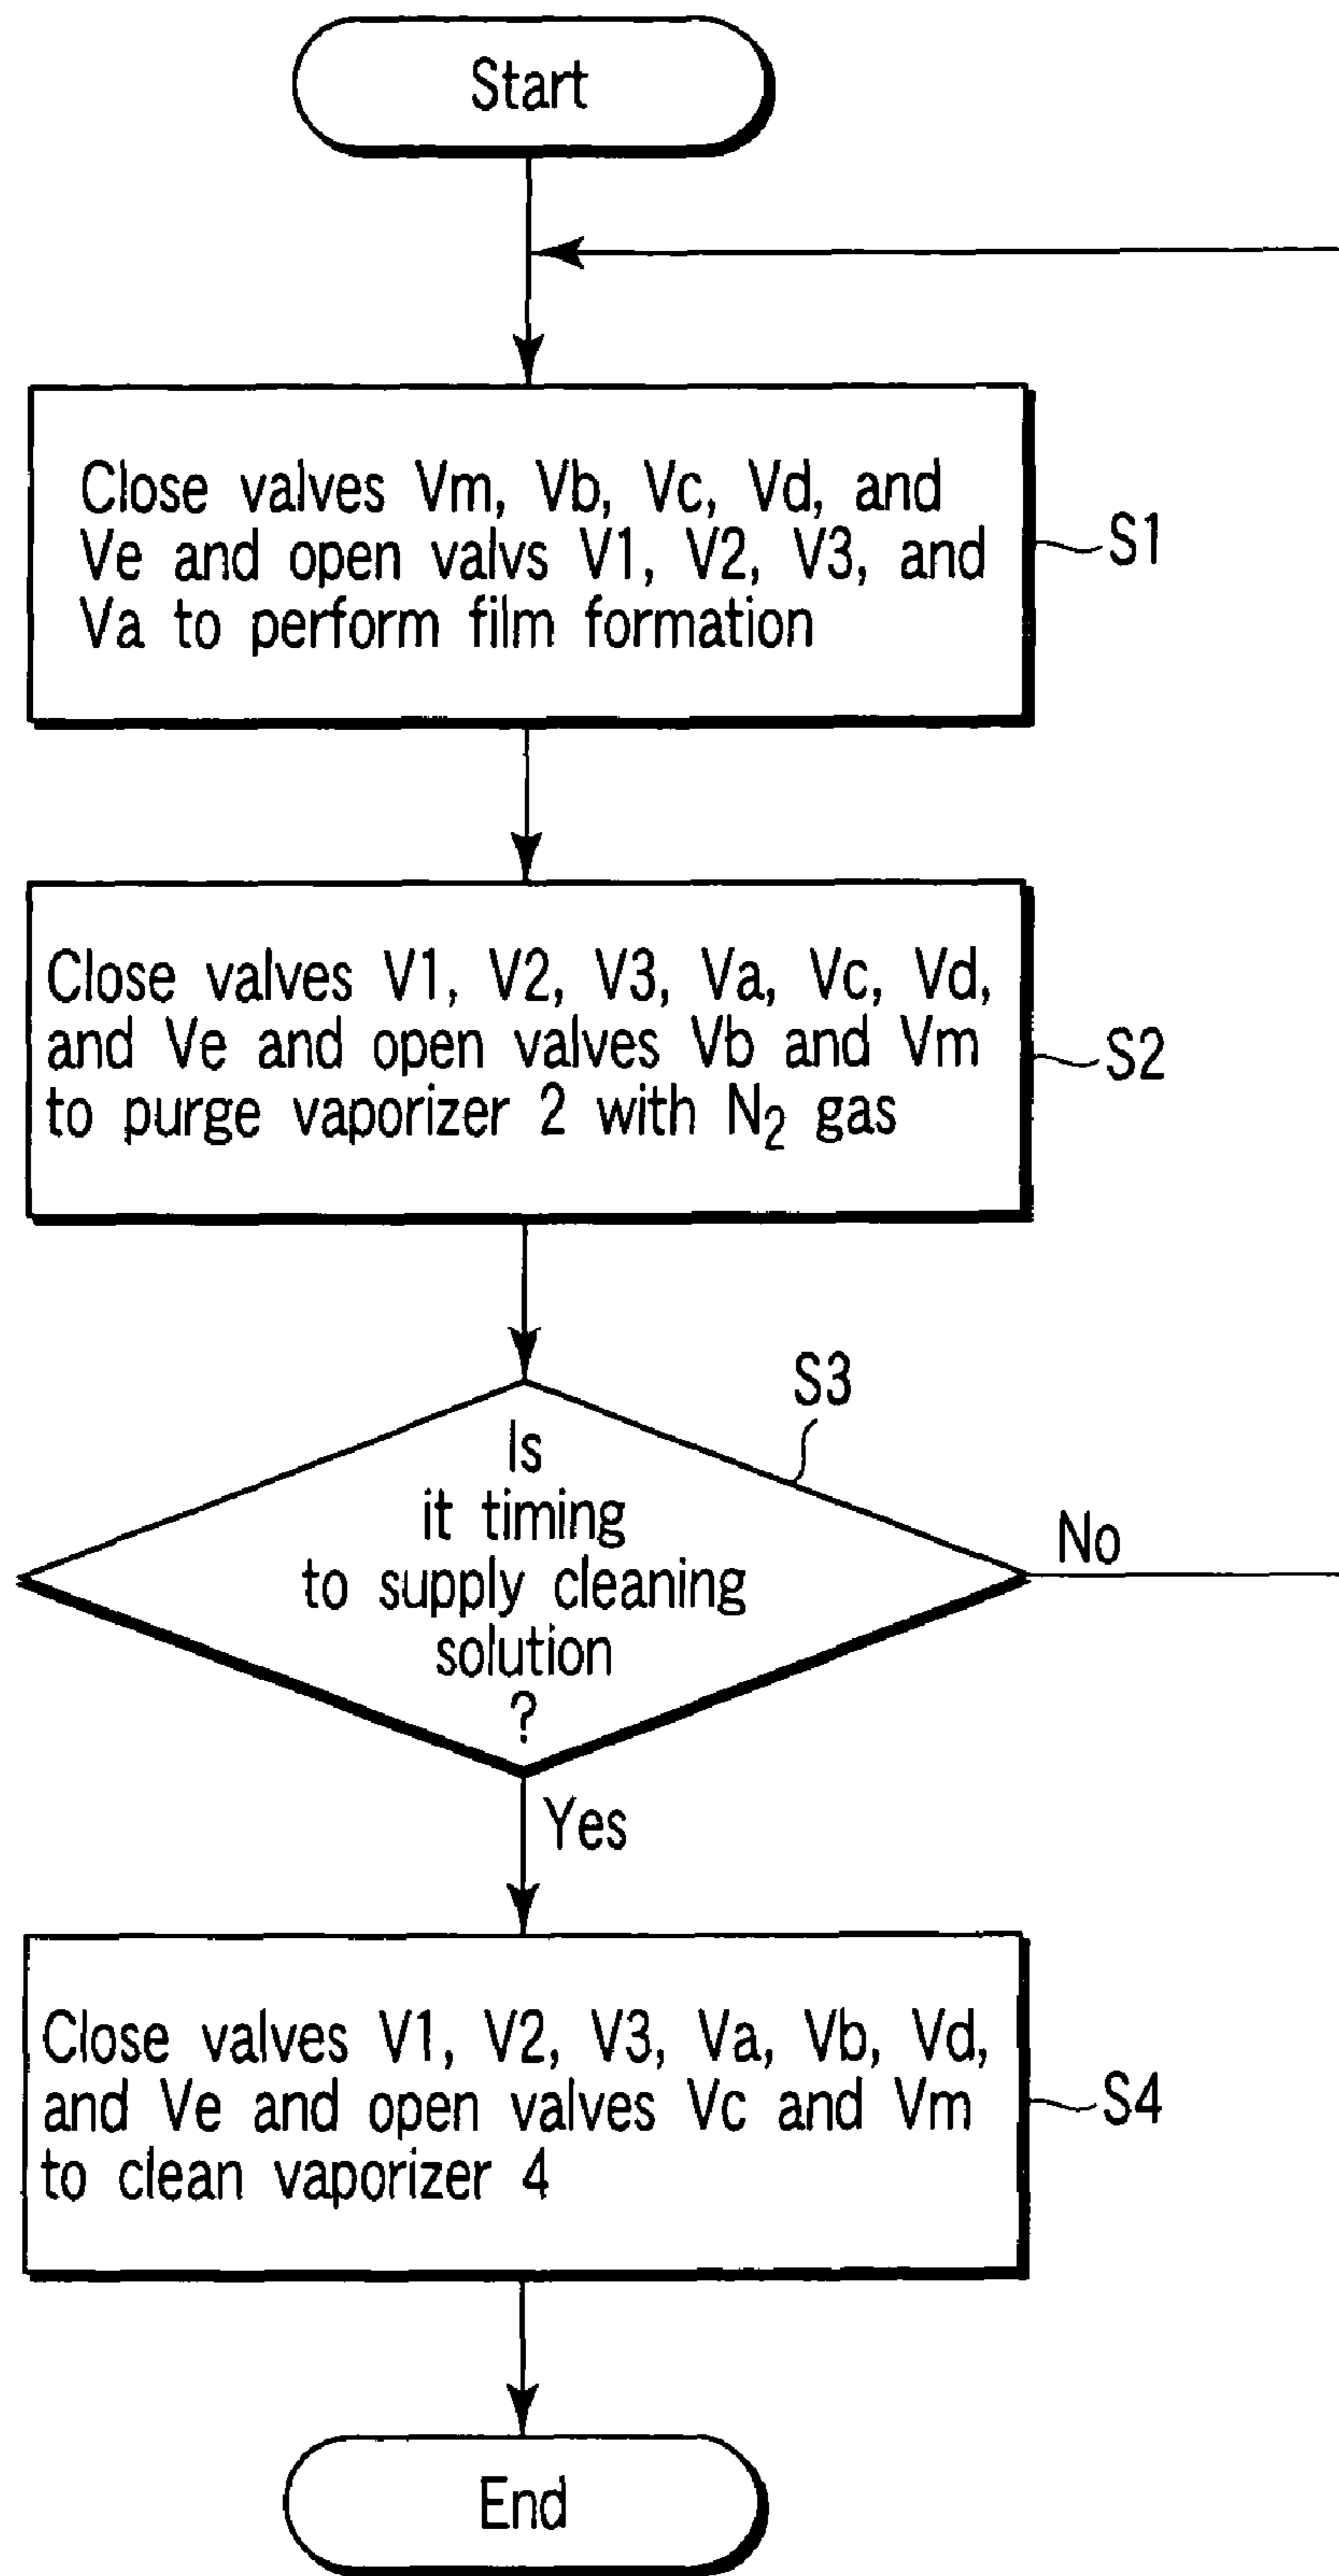 Start
Close valves Vm, Vb, Vc, Vd, and
Ve and open valvs V1, V2, V3, and
Va to perform film formation
S1
Close valves V1, V2, V3, Va, Vc, Vd,
and Ve and open valves Vb and Vm
to purge vaporizer 2 with N₂ gas
S2
S3
Is
it timing
to supply cleaning
solution
?
No
Yes
Close valves V1, V2, V3, Va, Vb, Vd,
and Ve and open valves Vc and Vm
to clean vaporizer 4
S4
End